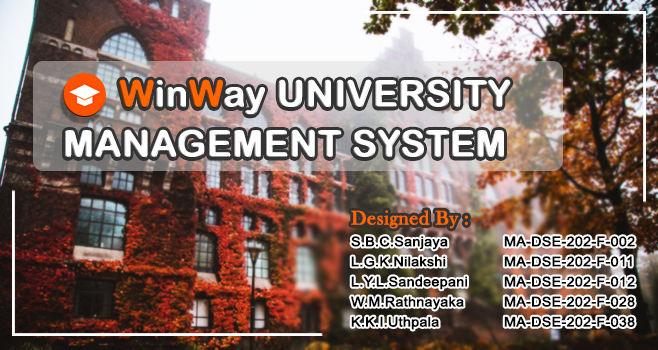 WinWay UNIVERSITY
MANAGEMENT SYSTEM
Designed By :
S.B.C.Sanjaya MA-DSE-202-F-002
L.G.K.Nilakshi MA-DSE-202-F-011
L.Y.L.Sandeepani MA-DSE-202-F-012
W.M.Rathnayaka MA-DSE-202-F-028
K.K.I.Uthpala MA-DSE-202-F-038